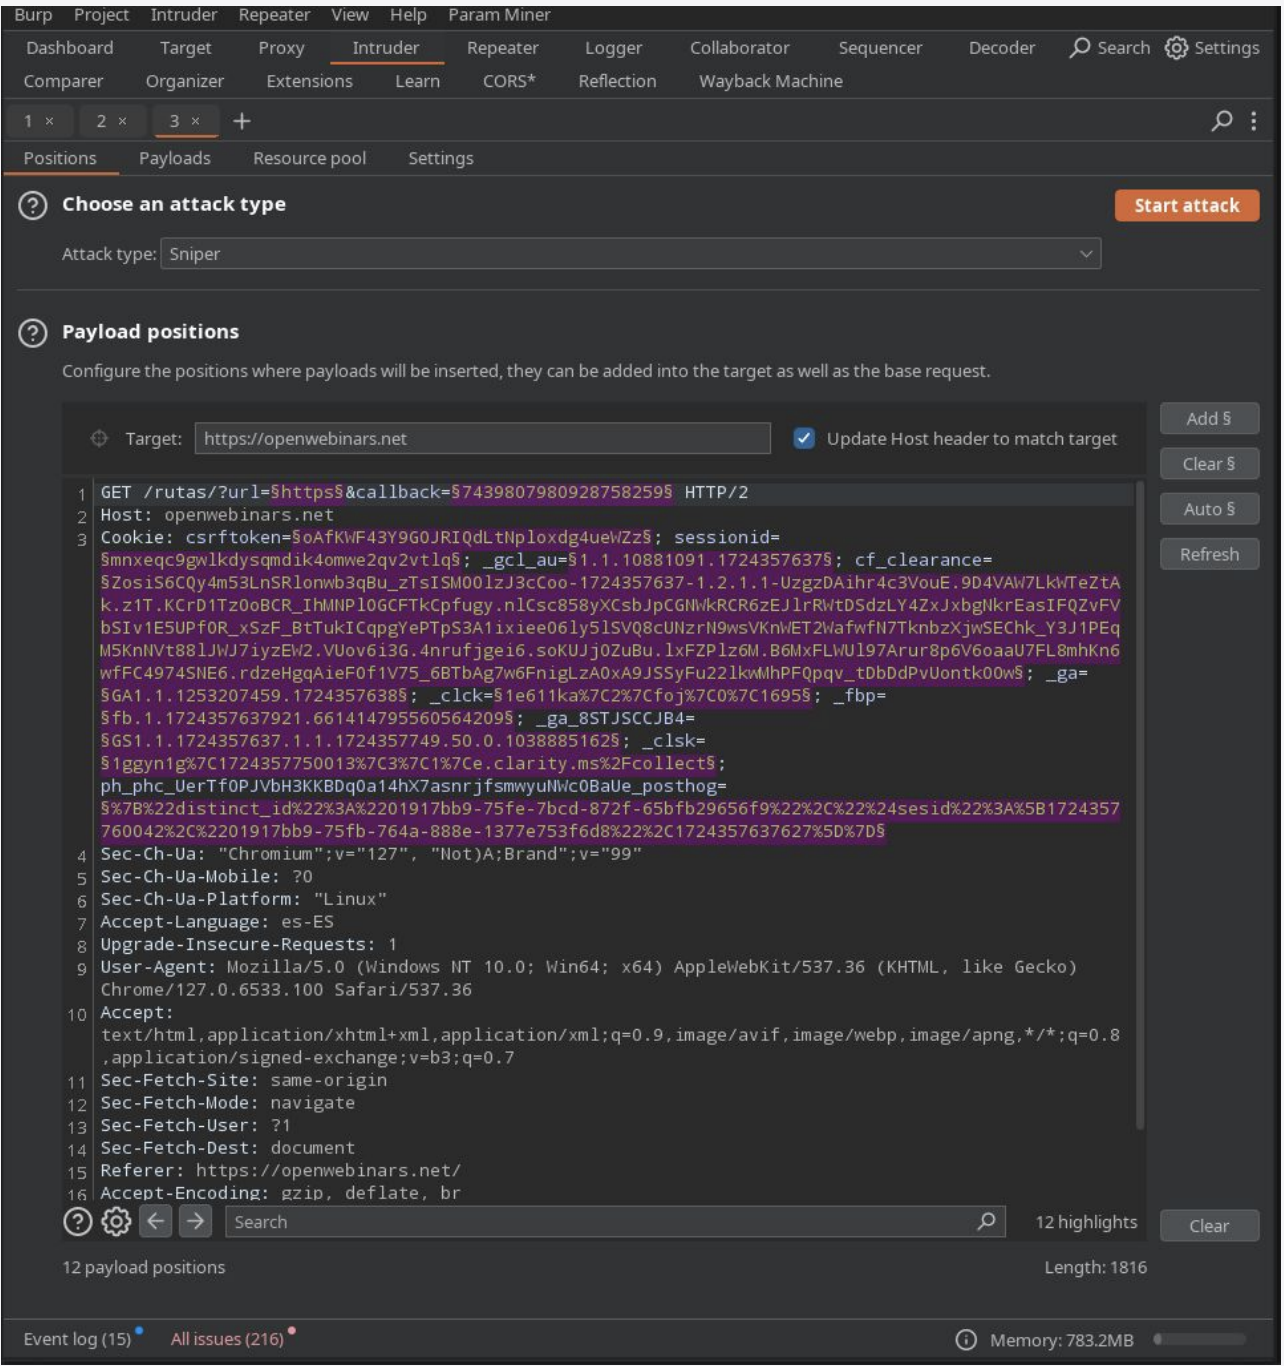 Burp Project Intruder Repeater View Help Param Miner
Dashboard Target Proxy Intruder Repeater Logger Collaborator Sequencer Decoder Search Settings
Comparer Organizer Extensions Learn CORS* Reflection Wayback Machine
1 × 2 × 3 × +
Positions Payloads Resource pool Settings
Choose an attack type
Start attack
Attack type: Sniper
Payload positions
Configure the positions where payloads will be inserted, they can be added into the target as well as the base request.
Target: https://openwebinars.net Update Host header to match target
Add §
Clear §
Auto §
Refresh
1 GET /rutas/?url=§https§&callback=§7439807980928758259§ HTTP/2
2 Host: openwebinars.net
3 Cookie: csrftoken=§oAfKWF43Y9G0JRIQdLtNploxdg4ueWZz§; sessionid=
§mnxeqc9gwlkdysqmdik4omwe2qv2vtlq§; _gcl_au=§1.1.10881091.1724357637§; cf_clearance=
§ZosiS6CQy4m53LnSRlonwb3qBu_zTsISMO0lzJ3cCoo-1724357637-1.2.1.1-UzgzDAihr4c3VouE.9D4VAW7LkWTeZtA
k.z1T.KCrD1Tz0oBCR_IhMNPl0GCFTkCpfugy.nlCsc858yXCsbJpCGNWkRCR6zEJlrRWtDSdzLY4ZxJxbgNkrEasIFQZvFV
bSIv1E5UPf0R_xSzF_BtTukICqpgYePTpS3A1ixiee06ly5lSVQ8cUNzrN9wsVKnWET2WafwfN7TknbzXjwSEChk_Y3J1PEq
M5KnNVt88lJWJ7iyzEW2.VUov6i3G.4nrufjgei6.soKUJjOZuBu.lxFZPlz6M.B6MxFLWUl97Arur8p6V6oaaU7FL8mhKn6
wfFC4974SNE6.rdzeHgqAieF0f1V75_6BTbAg7w6FnigLzA0xA9JSSyFu22lkwMhPFQpqv_tDbDdPvUontk00w§; _ga=
§GA1.1.1253207459.1724357638§; _clck=§1e611ka%7C2%7Cfoj%7C0%7C1695§; _fbp=
§fb.1.1724357637921.66141479556056420​9§; _ga_8STJSCCJB4=
§GS1.1.1724357637.1.1.1724357749.50.0.1038885162§; _clsk=
§1ggyn1g%7C1724357750013%7C3%7C1%7Ce.clarity.ms%2Fcollect§;
ph_phc_UerTf0PJVbH3KKBDq0a14hX7asnrjfsmwyuNWc0BaUe_posthog=
§%7B%22distinct_id%22%3A%2201917bb9-75fe-7bcd-872f-65bfb29656f9%22%2C%22%24sesid%22%3A%5B1724357
760042%2C%2201917bb9-75fb-764a-888e-1377e753f6d8%22%2C1724357637627%5D%7D§
4 Sec-Ch-Ua: "Chromium";v="127", "Not)A;Brand";v="99"
5 Sec-Ch-Ua-Mobile: ?0
6 Sec-Ch-Ua-Platform: "Linux"
7 Accept-Language: es-ES
8 Upgrade-Insecure-Requests: 1
9 User-Agent: Mozilla/5.0 (Windows NT 10.0; Win64; x64) AppleWebKit/537.36 (KHTML, like Gecko)
Chrome/127.0.6533.100 Safari/537.36
10 Accept:
text/html,application/xhtml+xml,application/xml;q=0.9,image/avif,image/webp,image/apng,*/*;q=0.8
,application/signed-exchange;v=b3;q=0.7
11 Sec-Fetch-Site: same-origin
12 Sec-Fetch-Mode: navigate
13 Sec-Fetch-User: ?1
14 Sec-Fetch-Dest: document
15 Referer: https://openwebinars.net/
16 Accept-Encoding: gzip, deflate, br
Search 12 highlights Clear
12 payload positions Length: 1816
Event log (15) All issues (216) Memory: 783.2MB